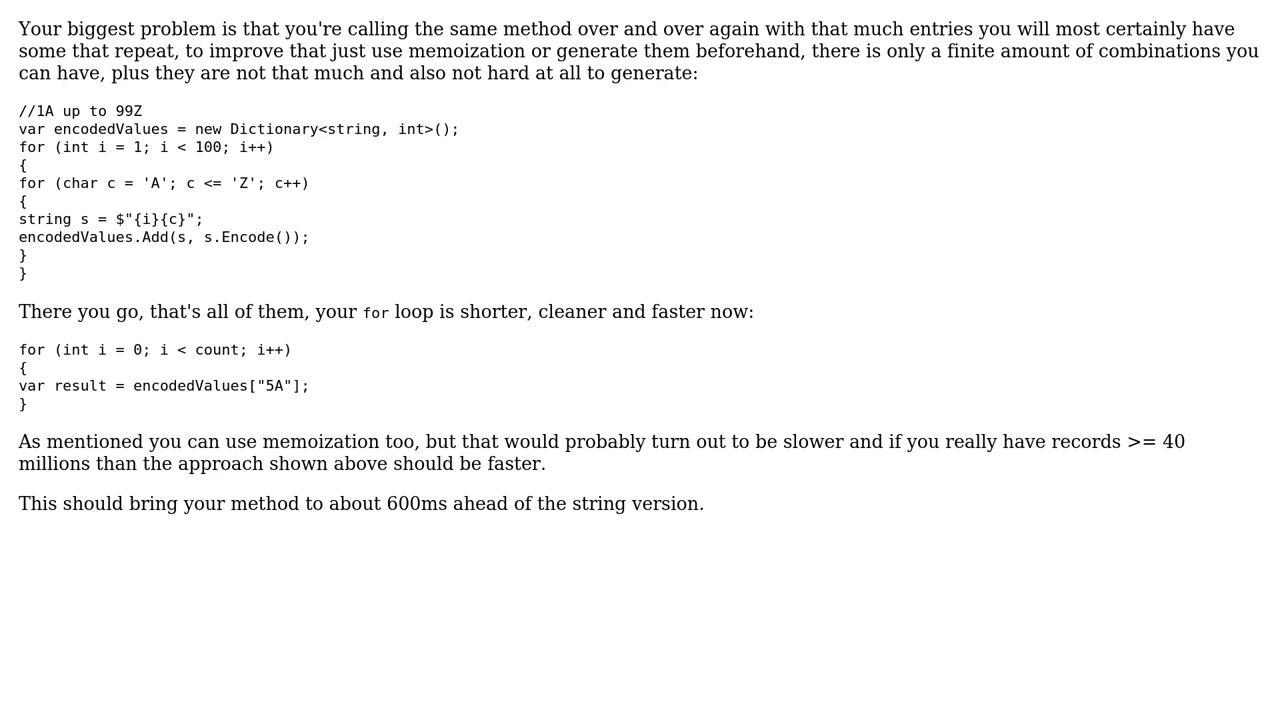 Your biggest problem is that you're calling the same method over and over again with that much entries you will most certainly have
some that repeat, to improve that just use memoization or generate them beforehand, there is only a finite amount of combinations you
can have, plus they are not that much and also not hard at all to generate:
//1A up to 99Z
var encodedValues = new Dictionary<string, int>();
for (int i = 1; i < 100; i++)
{
for (char c = 'A'; c <= 'Z'; c++)
{
string s = $"{i}{c}";
encodedValues.Add(s, s.Encode());
}
}
There you go, that's all of them, your for loop is shorter, cleaner and faster now:
for (int i = 0; i < count; i++)
{
var result = encodedValues["5A"];
}
As mentioned you can use memoization too, but that would probably turn out to be slower and if you really have records >= 40
millions than the approach shown above should be faster.
This should bring your method to about 600ms ahead of the string version.